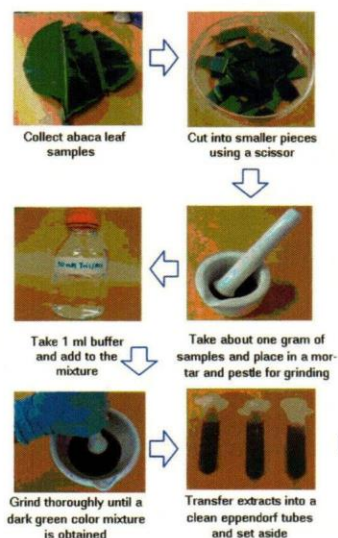 Collect abaca leaf
samples
Cut into smaller pieces
using a scissor
Take about one gram of
samples and place in a mor-
tar and pestle for grinding
Take 1 ml buffer
and add to the
mixture
Grind thoroughly until a
dark green color mixture
is obtained
Transfer extracts into a
clean eppendorf tubes
and set aside